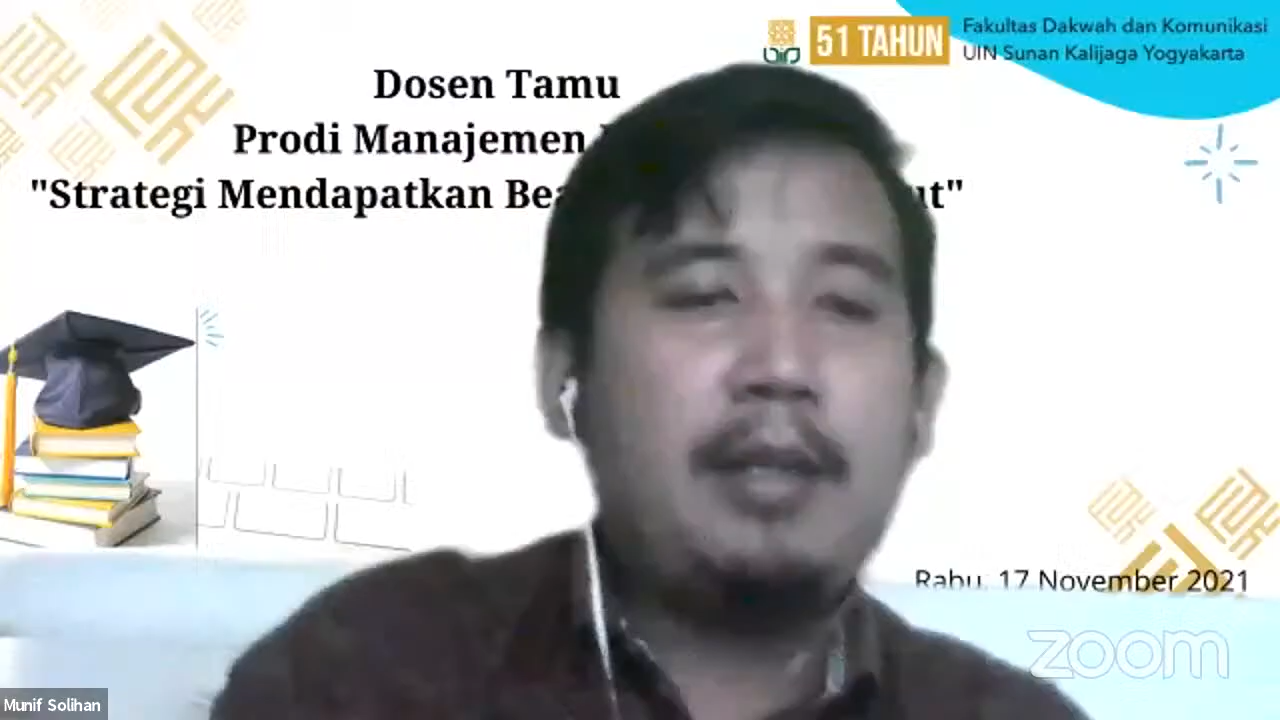 51 TAHUN
Fakultas Dakwah dan Komunikasi
UIN Sunan Kalijaga Yogyakarta
Dosen Tamu
Prodi Manajemen
"Strategi Mendapatkan
Rabu, 17 November 2021
zoom
Munif Solihan